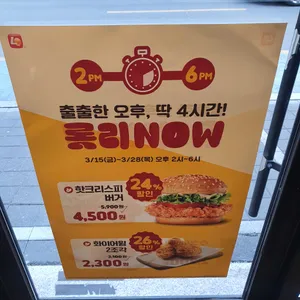 2PM
6PM
출출한 오후, 딱 4시간!
롯리NOW
3/15(금)~3/28(목) 오후 2시~6시
핫크리스피
버거
24%
할인
5,900원
4,500원
화이어윙
2조각
26%
할인
2,300원